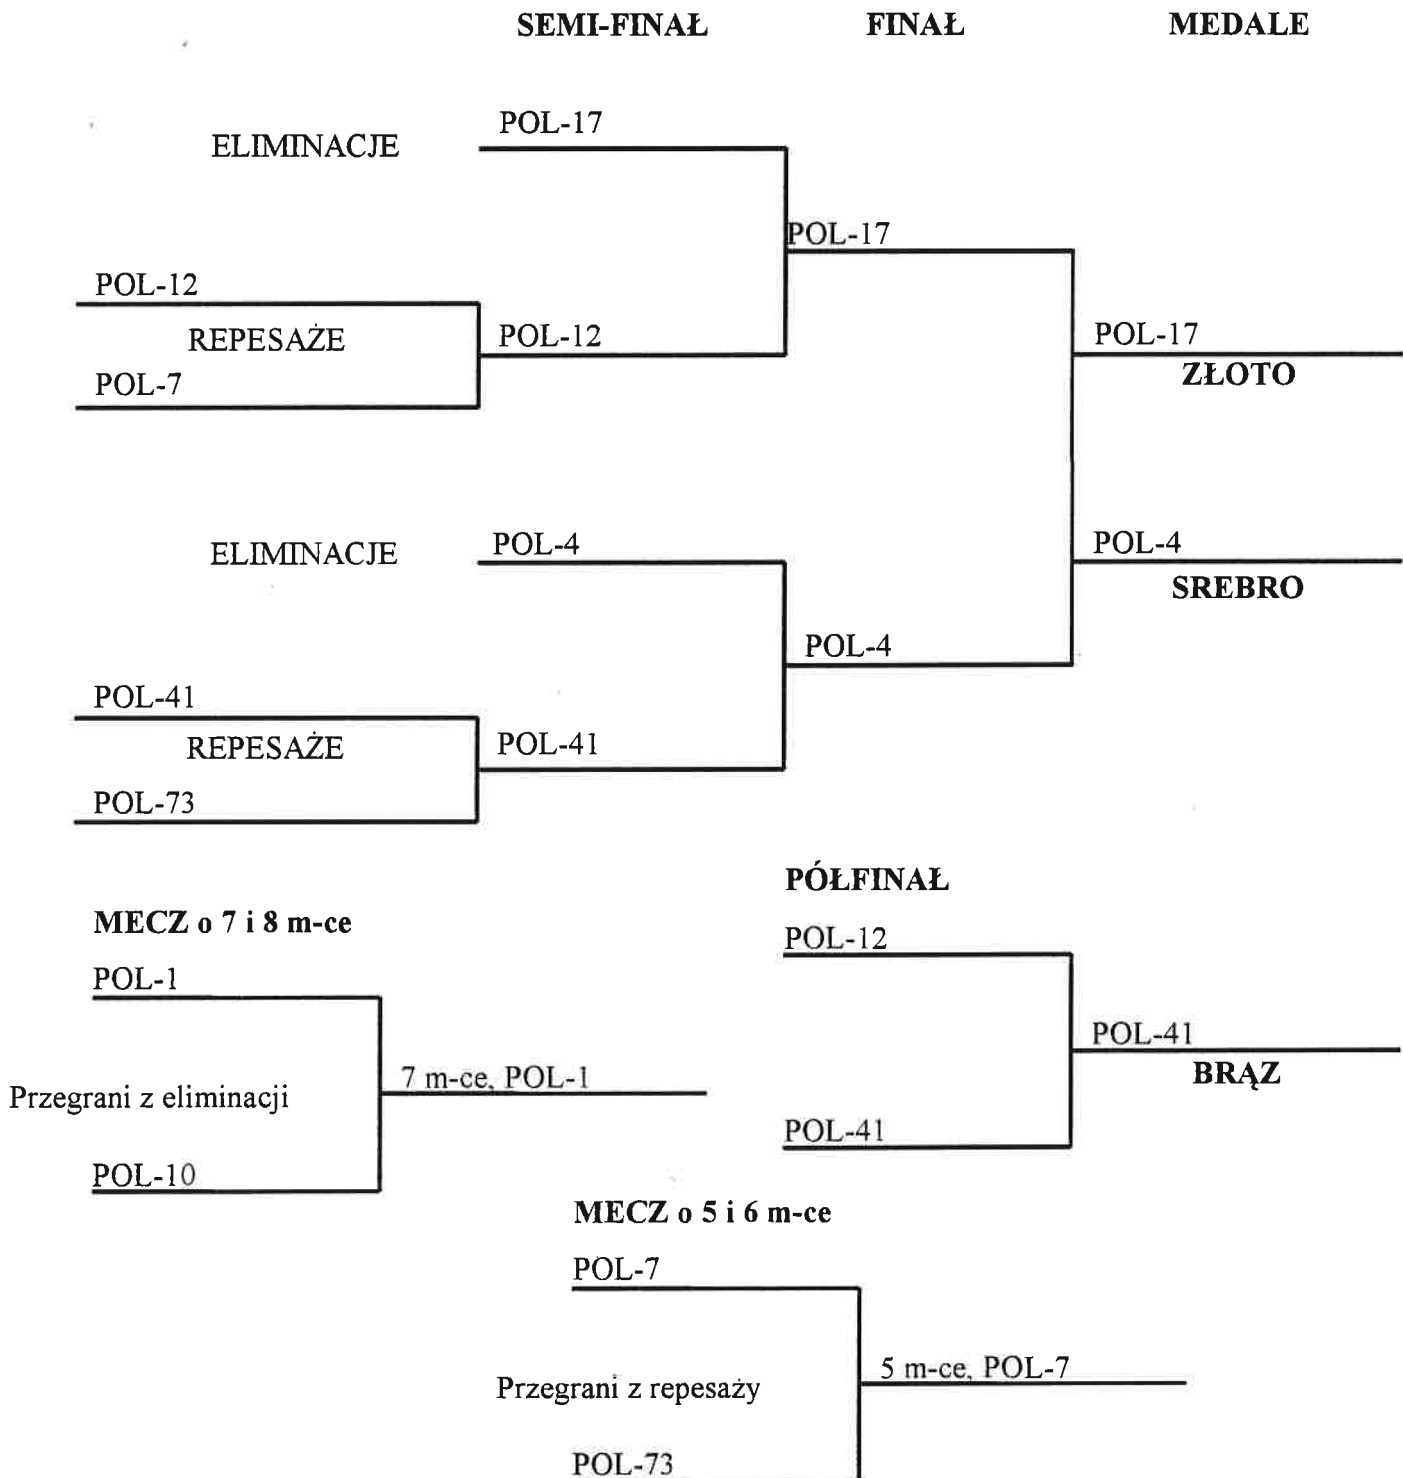 SEMI-FINAŁ FINAŁ MEDALE
POL-17
ELIMINACJE
POL-17
POL-12
REPESAŻE
POL-12
POL-17
ZŁOTO
POL-7
ELIMINACJE
POL-4
POL-4
SREBRO
POL-4
POL-41
REPESAŻE
POL-41
POL-73
PÓŁFINAŁ
MECZ o 7 i 8 m-ce
POL-12
POL-1
POL-41
BRĄZ
7 m-ce, POL-1
Przegrani z eliminacji
POL-41
POL-10
MECZ o 5 i 6 m-ce
POL-7
5 m-ce, POL-7
Przegrani z repesaży
POL-73